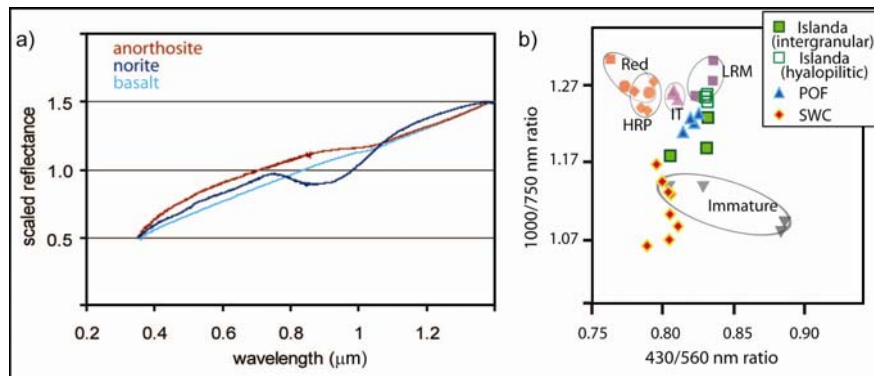 a)
anorthosite
norite
basalt
scaled reflectance
1.5
1.0
0.5
0.2
0.4
0.6
0.8
1
1.2
wavelength (μm)
b)
1000/750 nm ratio
1.27
1.17
1.07
0.75
0.80
0.85
0.90
430/560 nm ratio
Red
LRM
HRP
IT
Immature
Islanda
(intergranular)
Islanda
(hyalopilitic)
POF
SWC